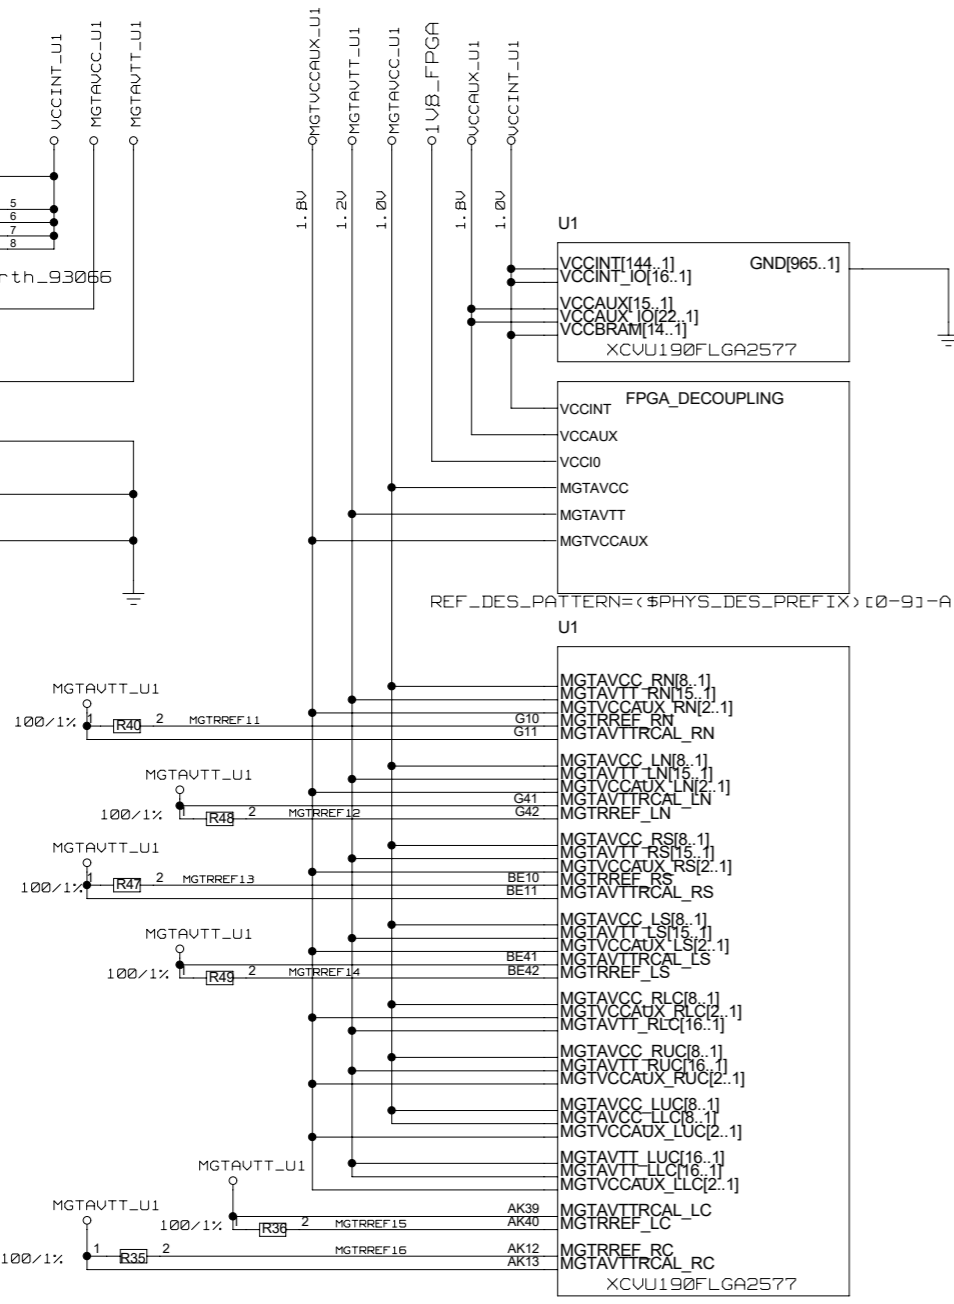 VCCINT_U1
MGTAVCC_U1
MGTAVTT_U1
MGTVCCAUX_U1
MGTAVTT_U1
MGTAVCC_U1
1V8_FPGA
VCCAUX_U1
VCCINT_U1
1.8V
1.2V
1.0V
1.8V
1.0V
5
6
7
8
rth_93066
U1
VCCINT[144..1]
GND[965..1]
VCCINT_IO[16..1]
VCCAUX[15..1]
VCCAUX_IO[22..1]
VCCBRAM[14..1]
XCVU190FLGA2577
FPGA_DECOUPLING
VCCINT
VCCAUX
VCCI0
MGTAVCC
MGTAVTT
MGTVCCAUX
REF_DES_PATTERN=($PHYS_DES_PREFIX)[0-9]-A
U1
MGTAVCC_RN[8..1]
MGTAVTT_RN[15..1]
MGTVCCAUX_RN[2..1]
MGTAVTT_U1
100/1% 1 R40 2 MGTRREF11 G10 MGTRREF_RN
G11 MGTAVTTRCAL_RN
MGTAVCC_LN[8..1]
MGTAVTT_LN[15..1]
MGTVCCAUX_LN[2..1]
MGTAVTT_U1
G41 MGTAVTTRCAL_LN
100/1% 1 R48 2 MGTRREF12 G42 MGTRREF_LN
MGTAVCC_RS[8..1]
MGTAVTT_RS[15..1]
MGTVCCAUX_RS[2..1]
MGTAVTT_U1
100/1% 1 R47 2 MGTRREF13 BE10 MGTRREF_RS
BE11 MGTAVTTRCAL_RS
MGTAVCC_LS[8..1]
MGTAVTT_LS[15..1]
MGTVCCAUX_LS[2..1]
MGTAVTT_U1
BE41 MGTAVTTRCAL_LS
100/1% 1 R49 2 MGTRREF14 BE42 MGTRREF_LS
MGTAVCC_RLC[8..1]
MGTVCCAUX_RLC[2..1]
MGTAVTT_RLC[16..1]
MGTAVCC_RUC[8..1]
MGTAVTT_RUC[16..1]
MGTVCCAUX_RUC[2..1]
MGTAVCC_LUC[8..1]
MGTAVCC_LLC[8..1]
MGTVCCAUX_LUC[2..1]
MGTAVTT_LUC[16..1]
MGTAVTT_LLC[16..1]
MGTVCCAUX_LLC[2..1]
MGTAVTT_U1
AK39 MGTAVTTRCAL_LC
100/1% 1 R36 2 MGTRREF15 AK40 MGTRREF_LC
MGTAVTT_U1
100/1% 1 R35 2 MGTRREF16 AK12 MGTRREF_RC
AK13 MGTAVTTRCAL_RC
XCVU190FLGA2577